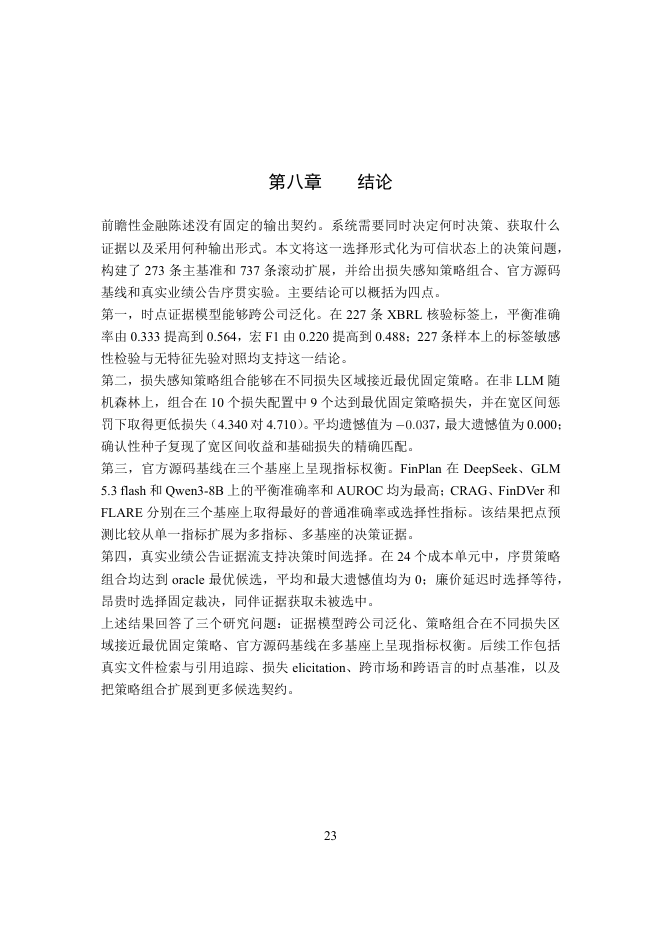 第八章　　结论
前瞻性金融陈述没有固定的输出契约。系统需要同时决定何时决策、获取什么
证据以及采用何种输出形式。本文将这一选择形式化为可信状态上的决策问题，
构建了 273 条主基准和 737 条滚动扩展，并给出损失感知策略组合、官方源码
基线和真实业绩公告序贯实验。主要结论可以概括为四点。
第一，时点证据模型能够跨公司泛化。在 227 条 XBRL 核验标签上，平衡准确
率由 0.333 提高到 0.564，宏 F1 由 0.220 提高到 0.488；227 条样本上的标签敏感
性检验与无特征先验对照均支持这一结论。
第二，损失感知策略组合能够在不同损失区域接近最优固定策略。在非 LLM 随
机森林上，组合在 10 个损失配置中 9 个达到最优固定策略损失，并在宽区间惩
罚下取得更低损失（4.340 对 4.710）。平均遗憾值为 −0.037，最大遗憾值为 0.000；
确认性种子复现了宽区间收益和基础损失的精确匹配。
第三，官方源码基线在三个基座上呈现指标权衡。FinPlan 在 DeepSeek、GLM
5.3 flash 和 Qwen3-8B 上的平衡准确率和 AUROC 均为最高；CRAG、FinDVer 和
FLARE 分别在三个基座上取得最好的普通准确率或选择性指标。该结果把点预
测比较从单一指标扩展为多指标、多基座的决策证据。
第四，真实业绩公告证据流支持决策时间选择。在 24 个成本单元中，序贯策略
组合均达到 oracle 最优候选，平均和最大遗憾值均为 0；廉价延迟时选择等待，
昂贵时选择固定裁决，同伴证据获取未被选中。
上述结果回答了三个研究问题：证据模型跨公司泛化、策略组合在不同损失区
域接近最优固定策略、官方源码基线在多基座上呈现指标权衡。后续工作包括
真实文件检索与引用追踪、损失 elicitation、跨市场和跨语言的时点基准，以及
把策略组合扩展到更多候选契约。
23